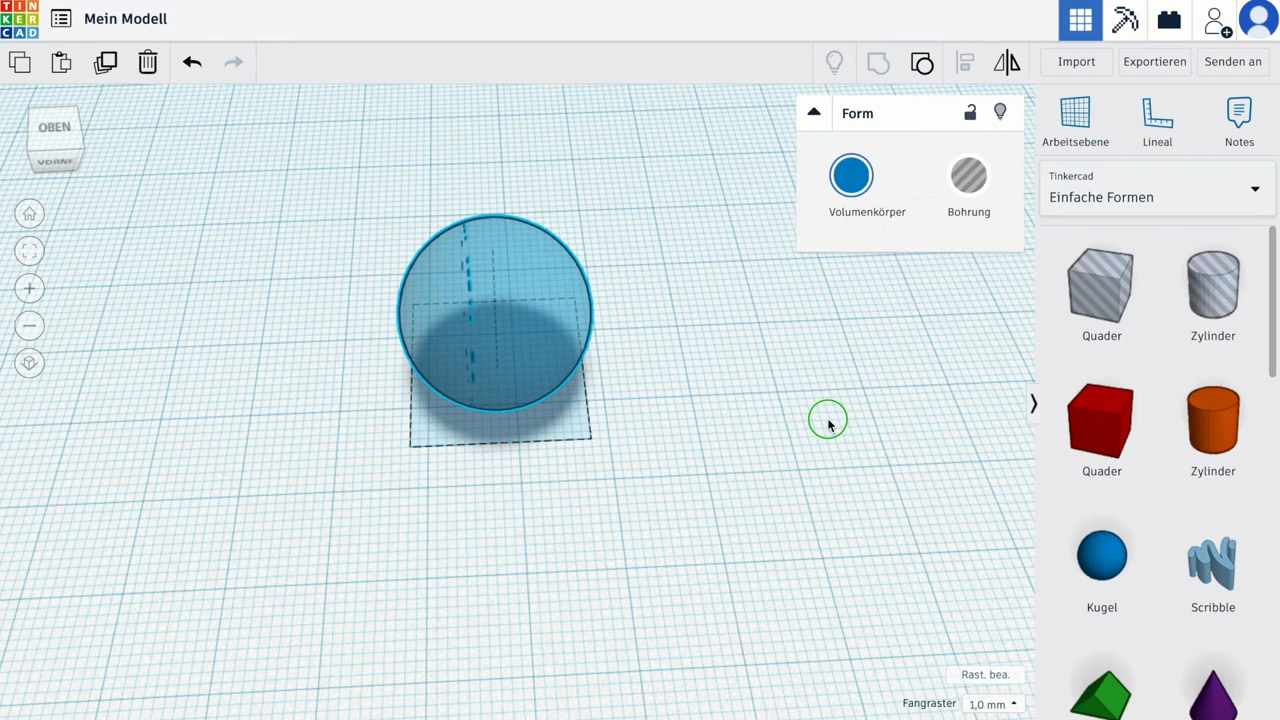 TIN
KER
CAD
Mein Modell
Import
Exportieren
Senden an
OBEN
VORNE
Form
Volumenkörper
Bohrung
Arbeitsebene
Lineal
Notes
Tinkercad
Einfache Formen
Quader
Zylinder
Quader
Zylinder
Kugel
Scribble
Rast. bea.
Fangraster
1,0 mm